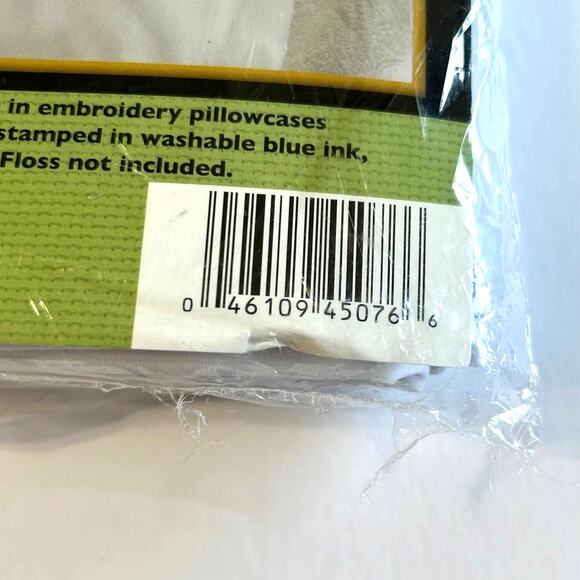 in embroidery pillowcases
stamped in washable blue ink,
Floss not included.
0 46109 45076 6